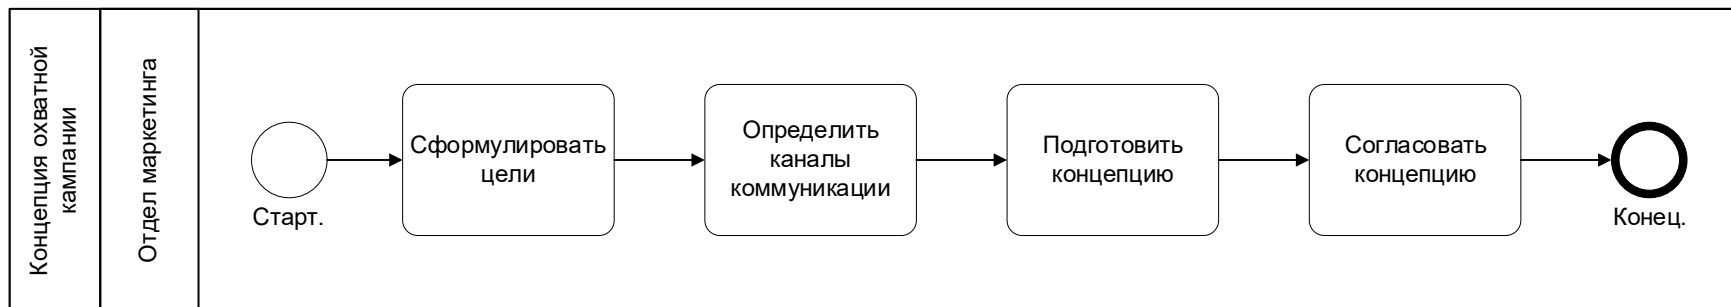 Концепция охватной
кампании
Отдел маркетинга
Старт.
Сформулировать
цели
Определить
каналы
коммуникации
Подготовить
концепцию
Согласовать
концепцию
Конец.